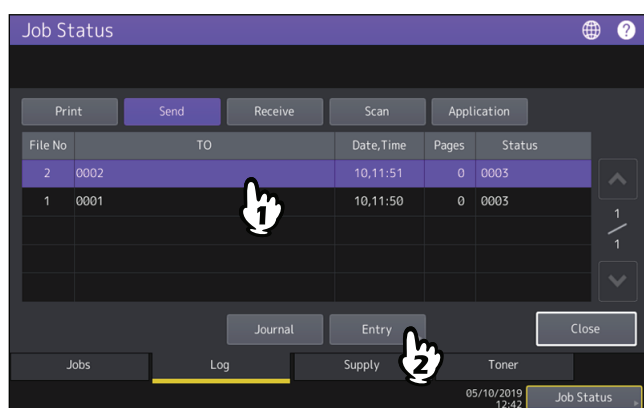 Job Status
?
Print Send Receive Scan Application
File No TO Date,Time Pages Status
2 0002 10,11:51 0 0003
1 0001 10,11:50 0 0003
1
1
1
Journal Entry Close
2
Jobs Log Supply Toner
05/10/2019
12:42
Job Status